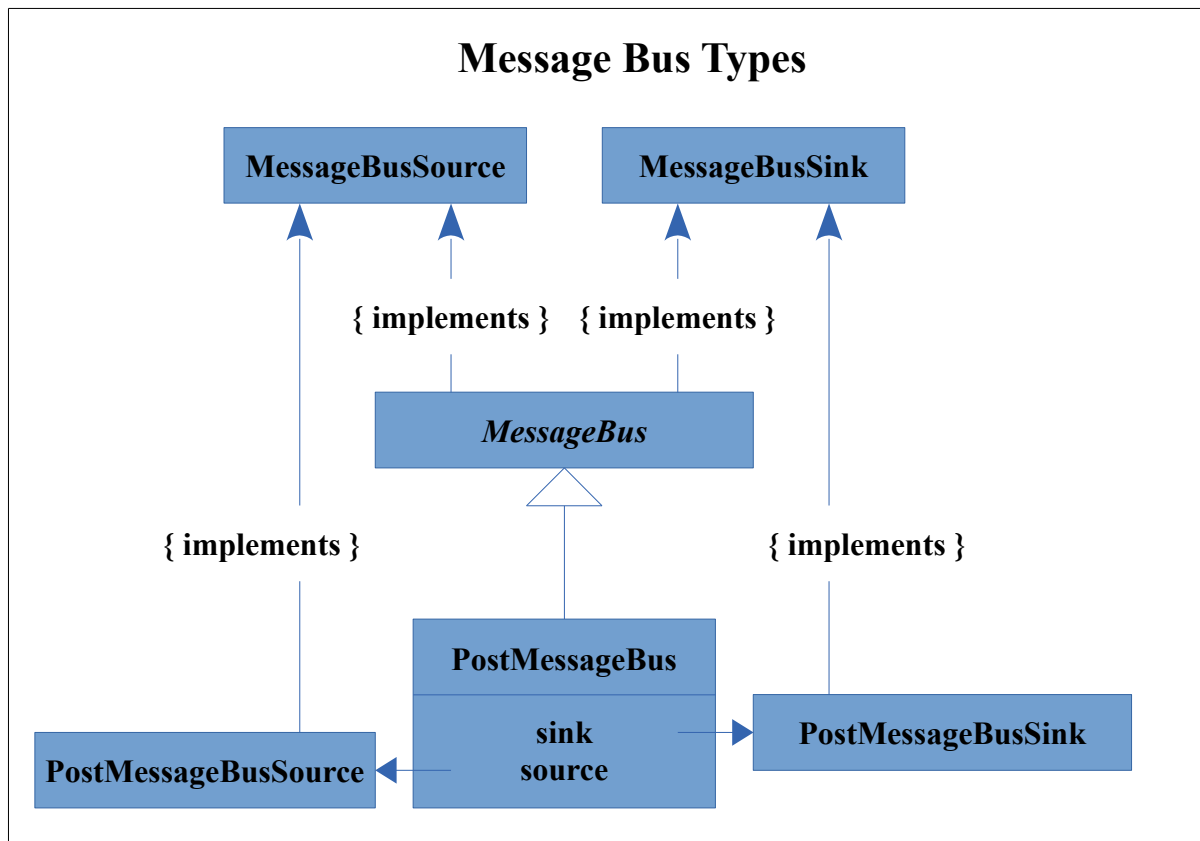 Message Bus Types
MessageBusSource
MessageBusSink
{ implements }
{ implements }
MessageBus
{ implements }
{ implements }
PostMessageBus
sink
source
PostMessageBusSink
PostMessageBusSource